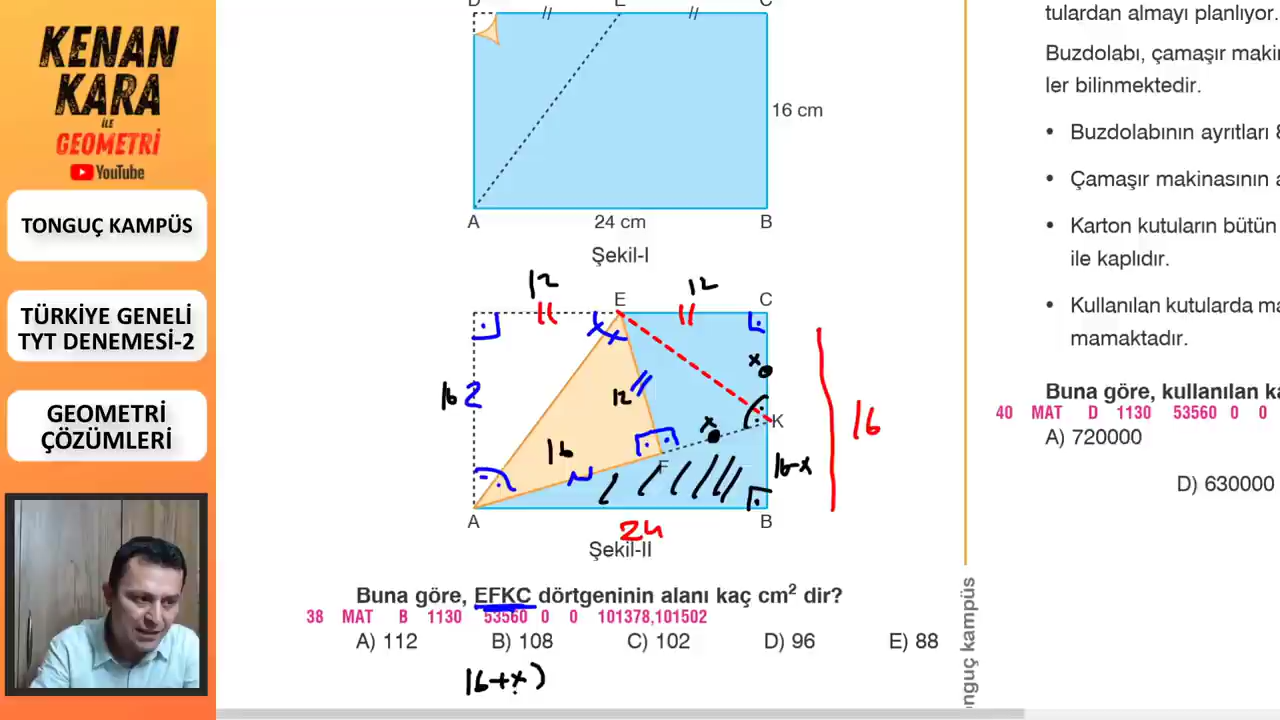 KENAN
KARA
İLE
GEOMETRİ
YouTube
TONGUÇ KAMPÜS
TÜRKİYE GENELİ
TYT DENEMESİ-2
GEOMETRİ
ÇÖZÜMLERİ
D E C
16 cm
A 24 cm B
Şekil-I
12 12
E C
x
16
12
x K
16
16 F 16-x
A B
24
Şekil-II
Buna göre, EFKC dörtgeninin alanı kaç cm² dir?
38 MAT B 1130 53560 0 0 101378,101502
A) 112 B) 108 C) 102 D) 96 E) 88
16+x)
tulardan almayı planlıyor.
Buzdolabı, çamaşır maki
ler bilinmektedir.
• Buzdolabının ayrıtları
• Çamaşır makinasının a
• Karton kutuların bütün
ile kaplıdır.
• Kullanılan kutularda ma
mamaktadır.
Buna göre, kullanılan ka
40 MAT D 1130 53560 0 0
A) 720000
D) 630000
nguç kampüs